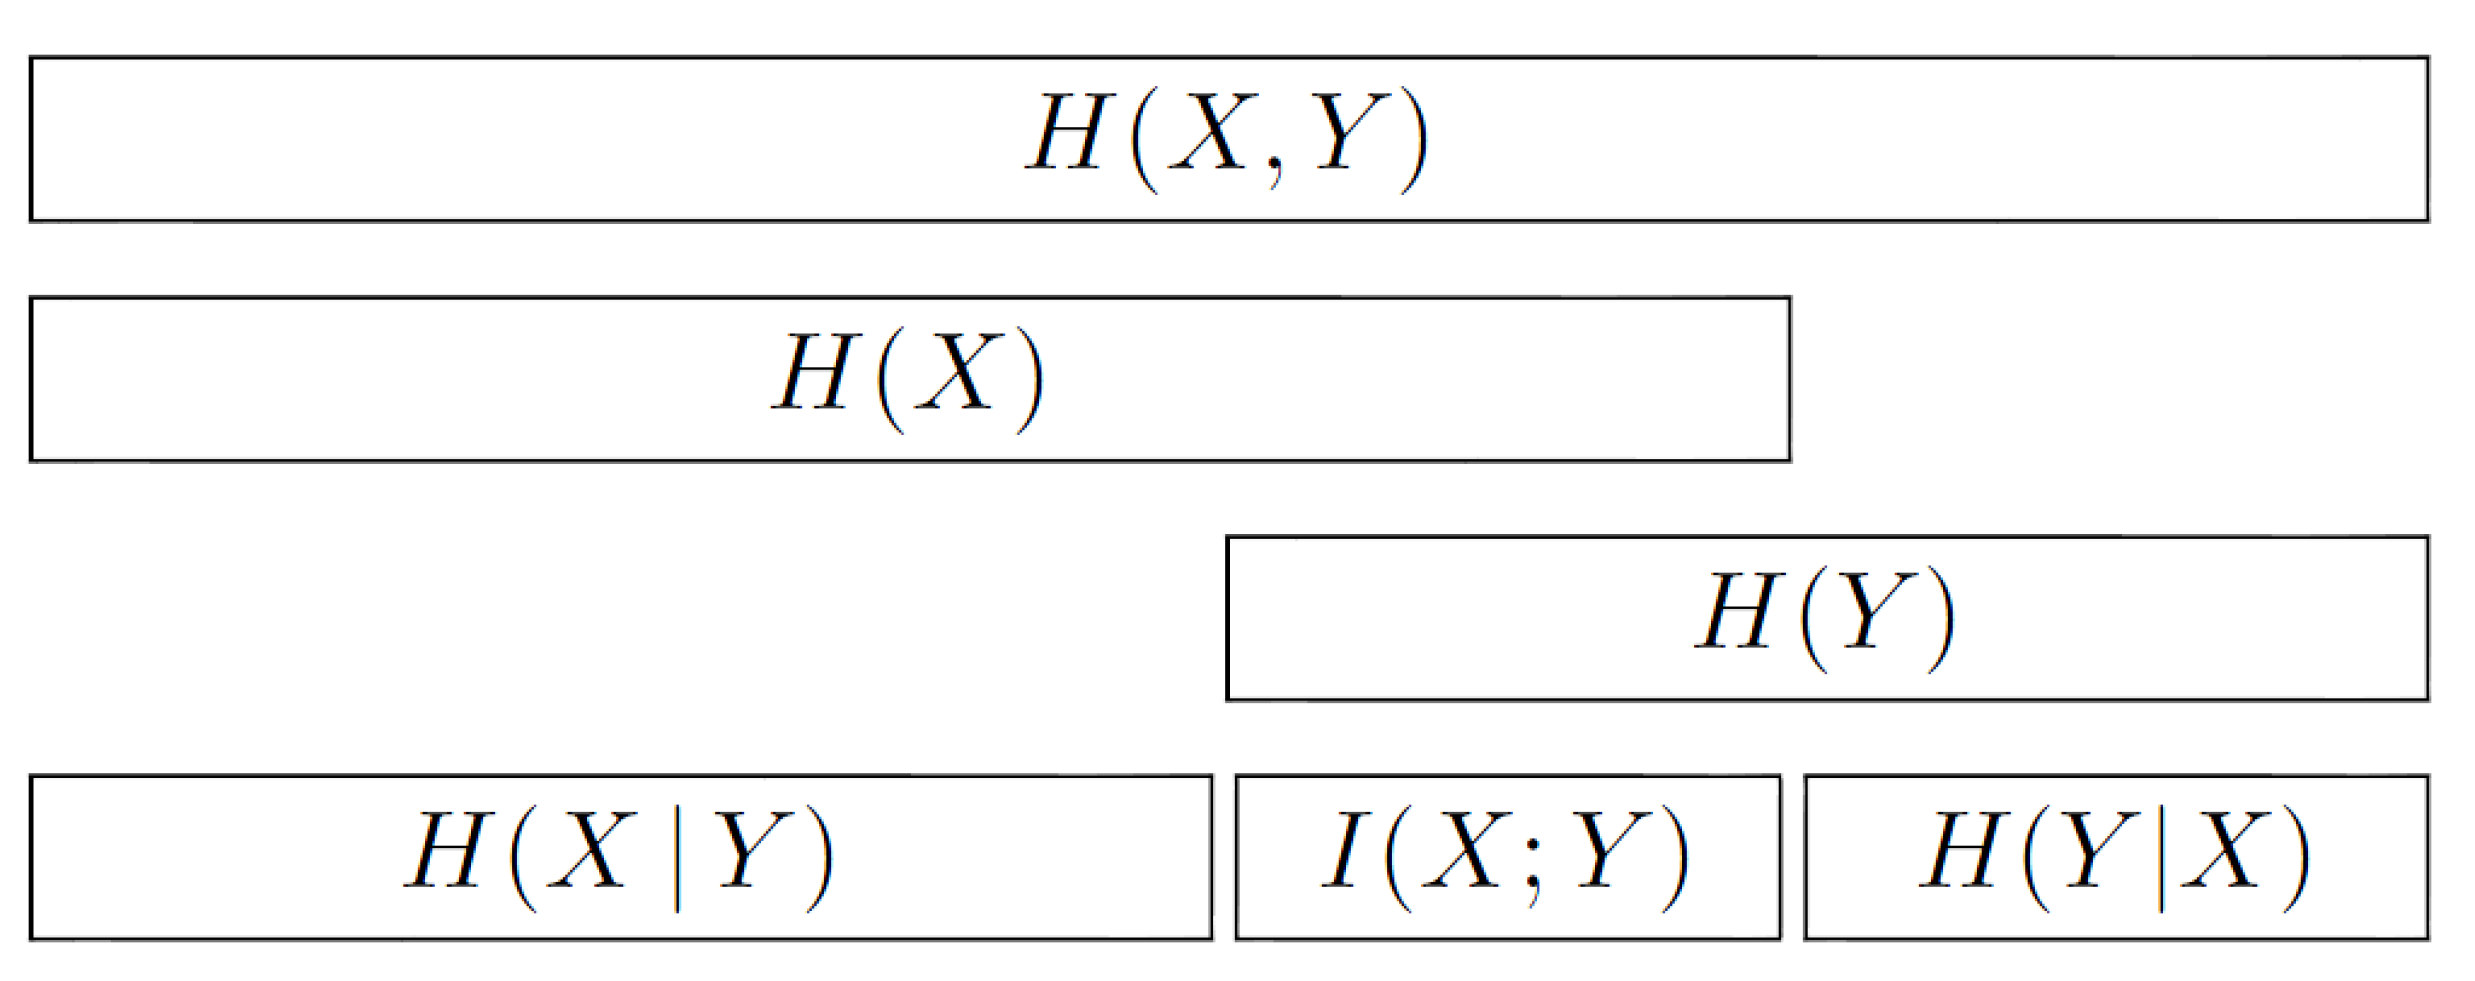 H(X, Y)
H(X)
H(Y)
H(X | Y) I(X; Y) H(Y|X)